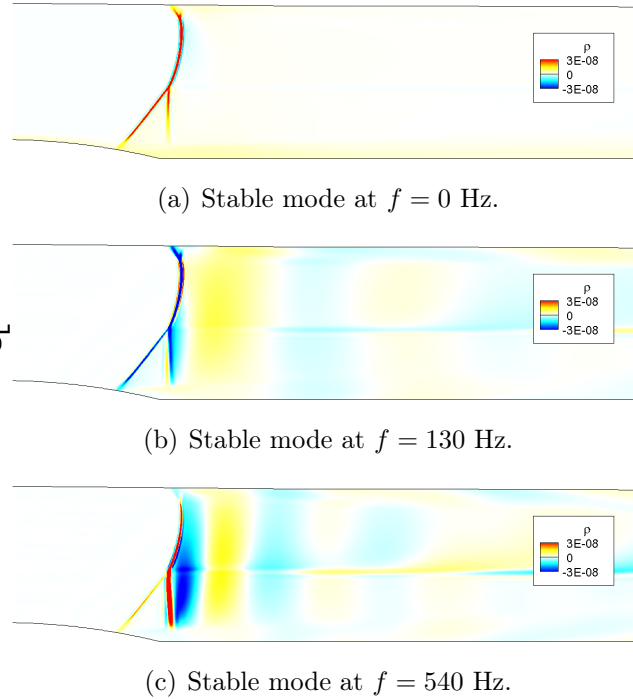 ρ
3E-08
0
-3E-08
(a) Stable mode at f = 0 Hz.
ρ
3E-08
0
-3E-08
(b) Stable mode at f = 130 Hz.
ρ
3E-08
0
-3E-08
(c) Stable mode at f = 540 Hz.